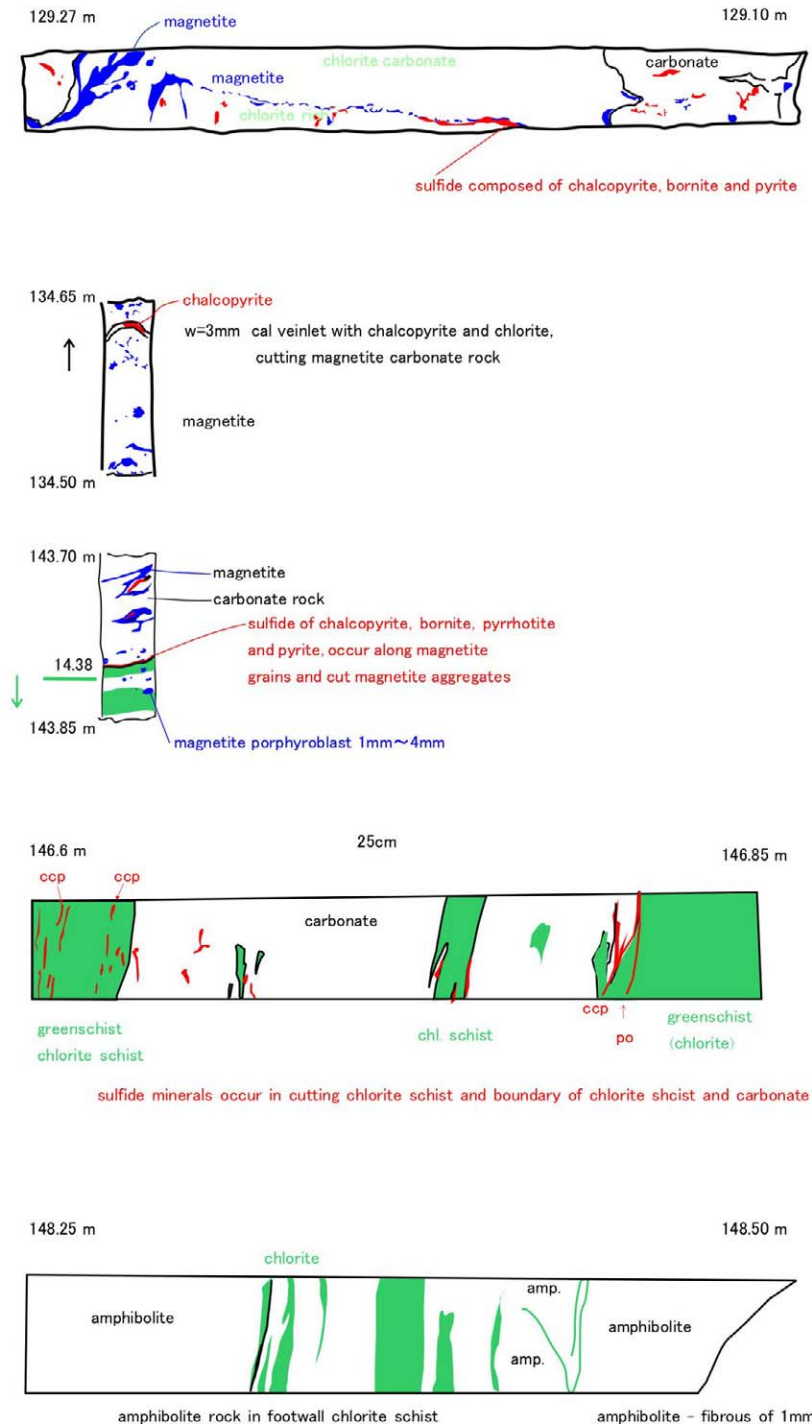 129.27 m
magnetite
129.10 m
magnetite
chlorite carbonate
carbonate
chlorite rich
sulfide composed of chalcopyrite, bornite and pyrite
134.65 m
chalcopyrite
w=3mm cal veinlet with chalcopyrite and chlorite,
cutting magnetite carbonate rock
magnetite
134.50 m
143.70 m
magnetite
carbonate rock
sulfide of chalcopyrite, bornite, pyrrhotite
and pyrite, occur along magnetite
grains and cut magnetite aggregates
14.38
143.85 m
magnetite porphyroblast 1mm～4mm
146.6 m
25cm
146.85 m
ccp
ccp
carbonate
greenschist
chlorite schist
chl. schist
ccp
↑
po
greenschist
(chlorite)
sulfide minerals occur in cutting chlorite schist and boundary of chlorite shcist and carbonate
148.25 m
148.50 m
chlorite
amphibolite
amp.
amp.
amphibolite
amphibolite rock in footwall chlorite schist
amphibolite - fibrous of 1mm